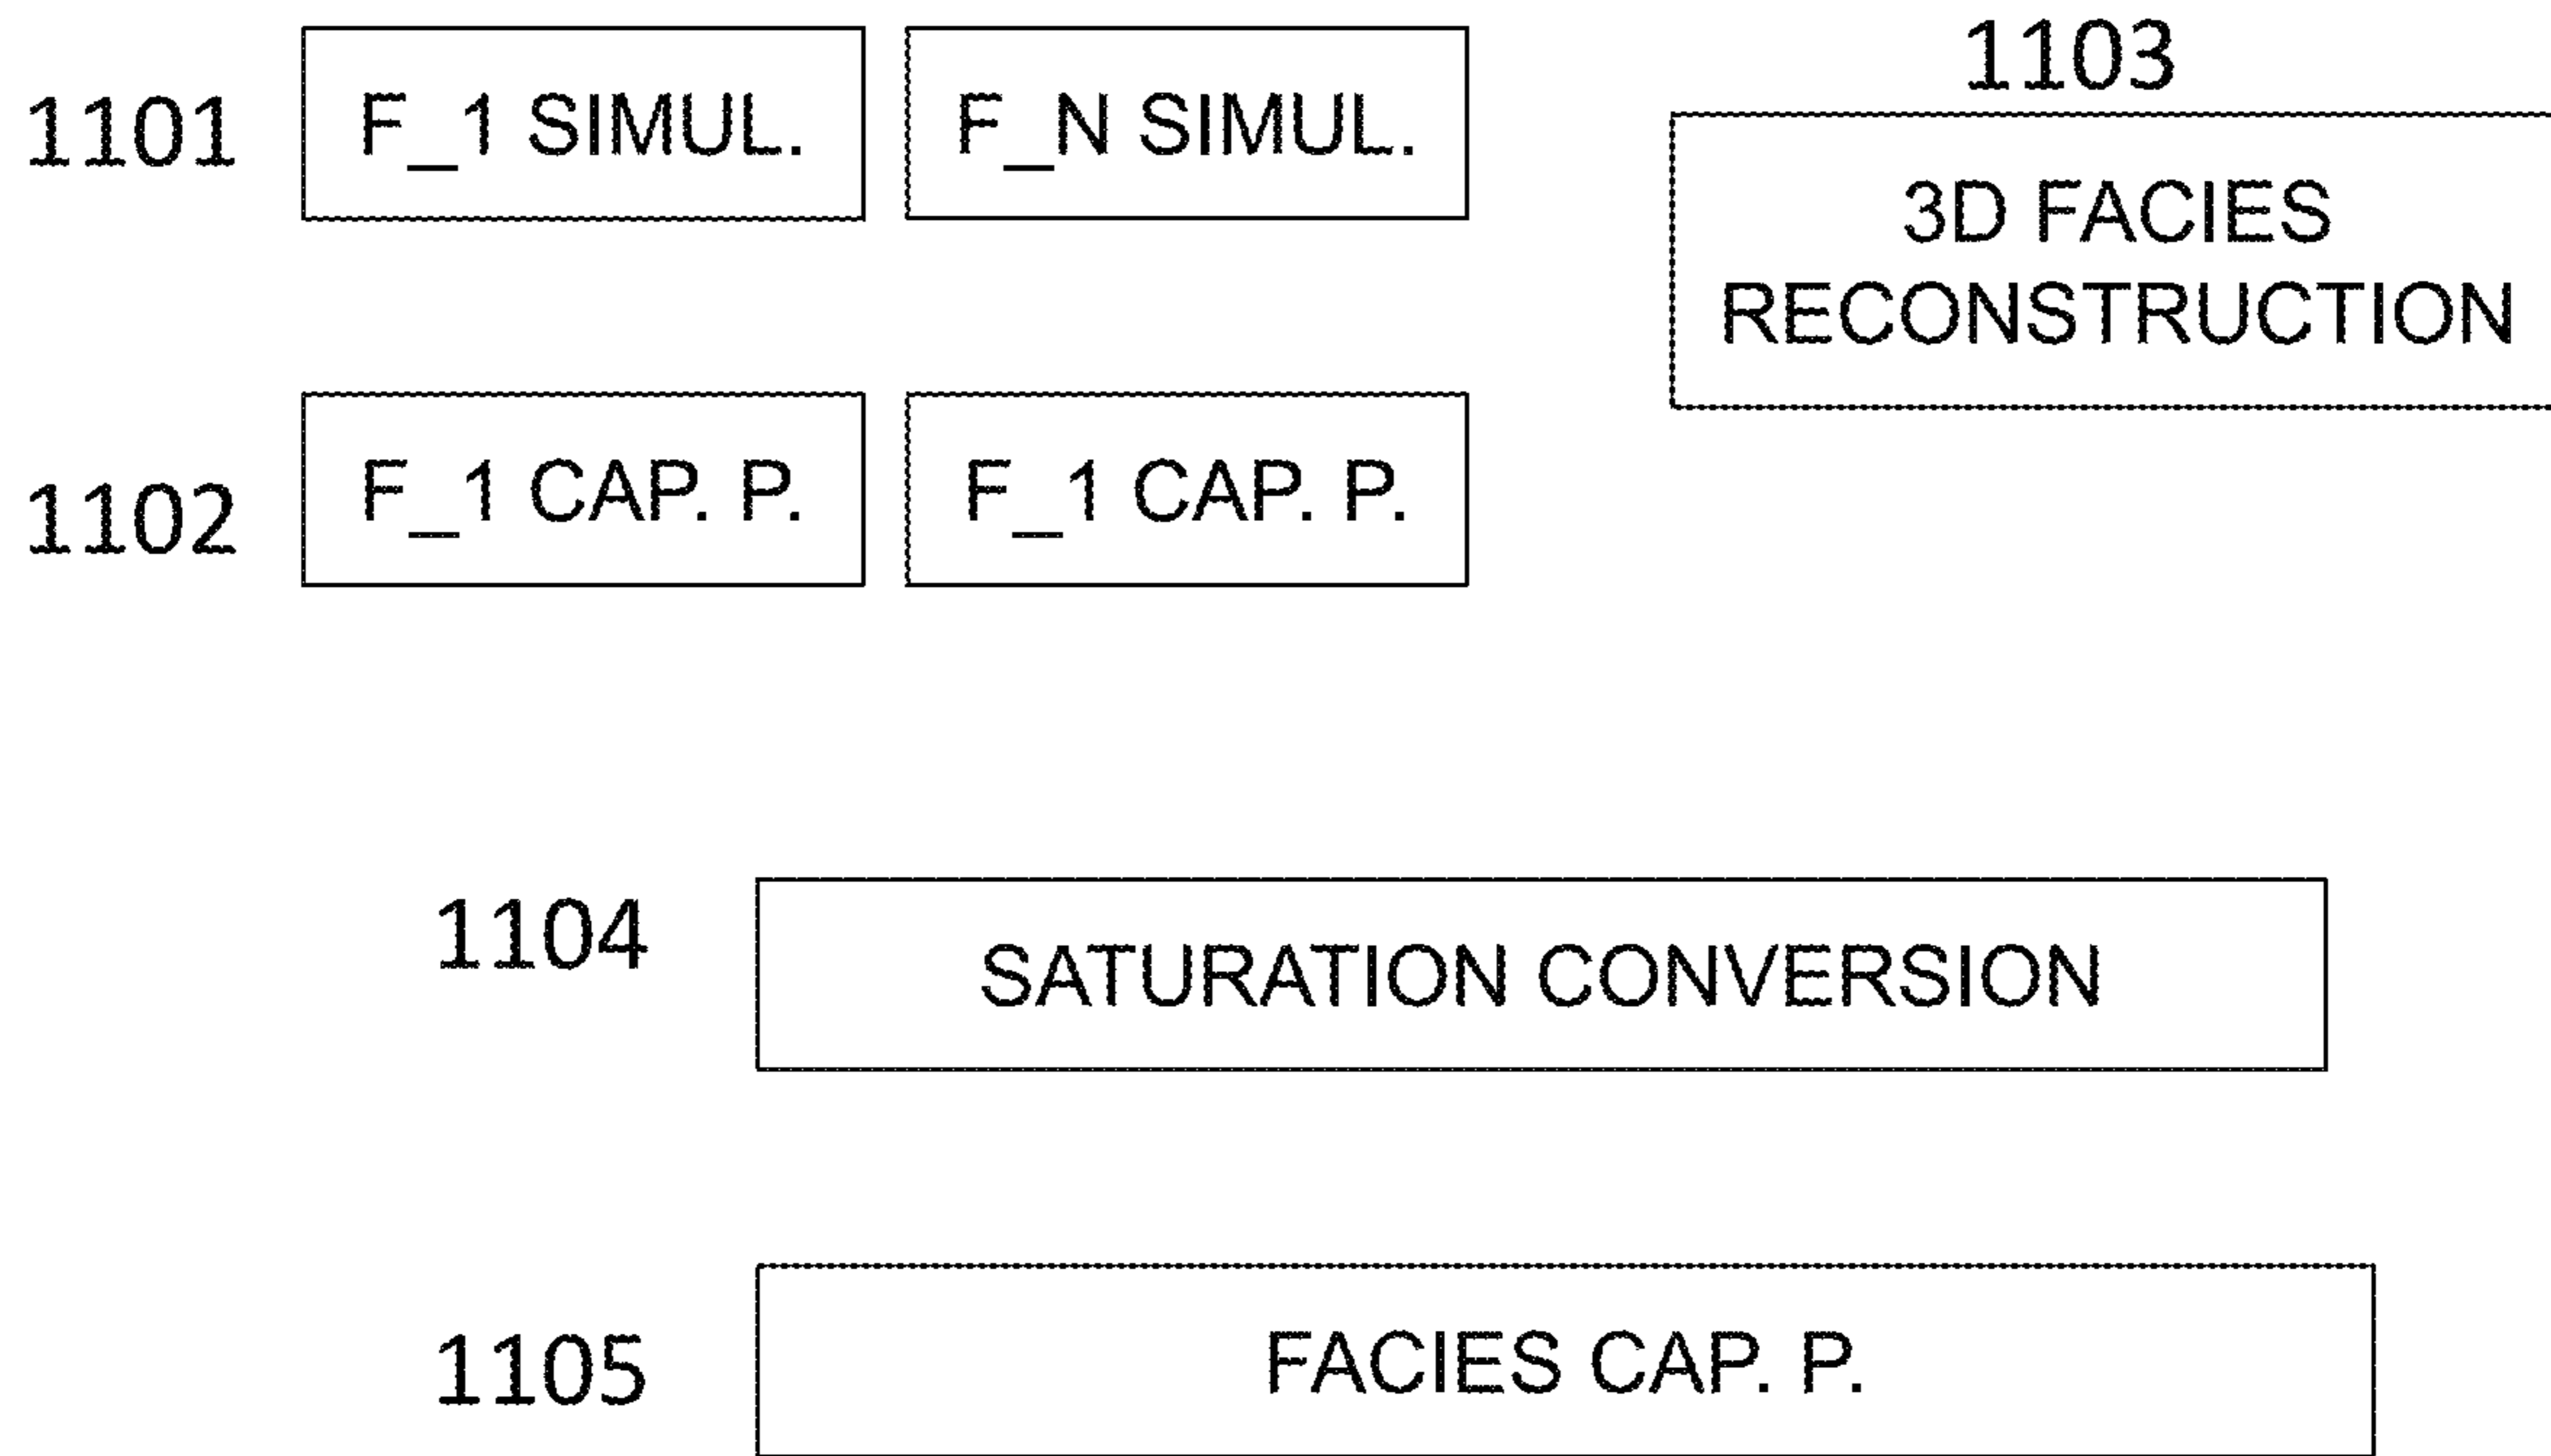 1103
1101
F_1 SIMUL.
F_N SIMUL.
3D FACIES
RECONSTRUCTION
1102
F_1 CAP. P.
F_1 CAP. P.
1104
SATURATION CONVERSION
1105
FACIES CAP. P.